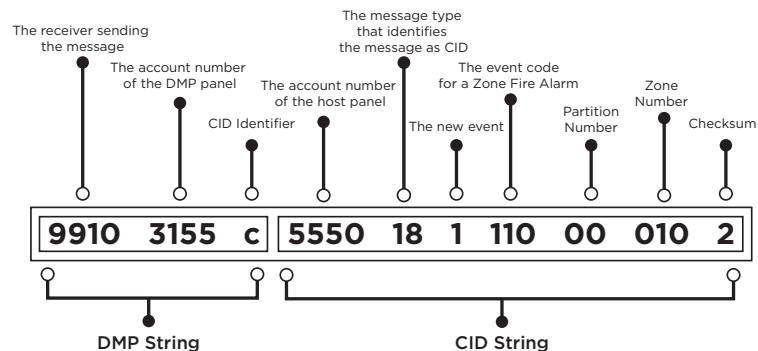 The receiver sending
the message
The account number
of the DMP panel
CID Identifier
The account number
of the host panel
The message type
that identifies
the message as CID
The new event
The event code
for a Zone Fire Alarm
Partition
Number
Zone
Number
Checksum
9910 3155 c 5550 18 1 110 00 010 2
DMP String
CID String